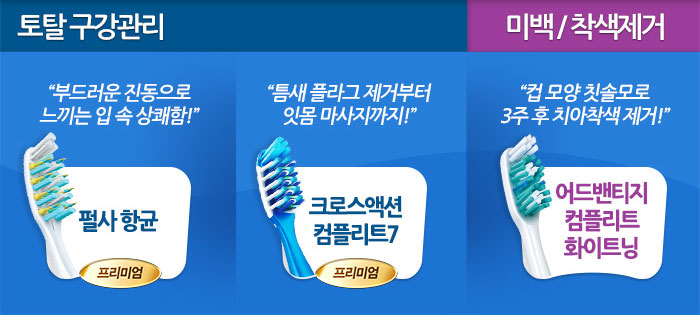 토탈 구강관리
미백 / 착색제거
“부드러운 진동으로
느끼는 입 속 상쾌함!”
펄사 항균
프리미엄
“틈새 플라그 제거부터
잇몸 마사지까지!”
크로스액션
컴플리트7
프리미엄
“컵 모양 칫솔모로
3주 후 치아착색 제거!”
어드밴티지
컴플리트
화이트닝